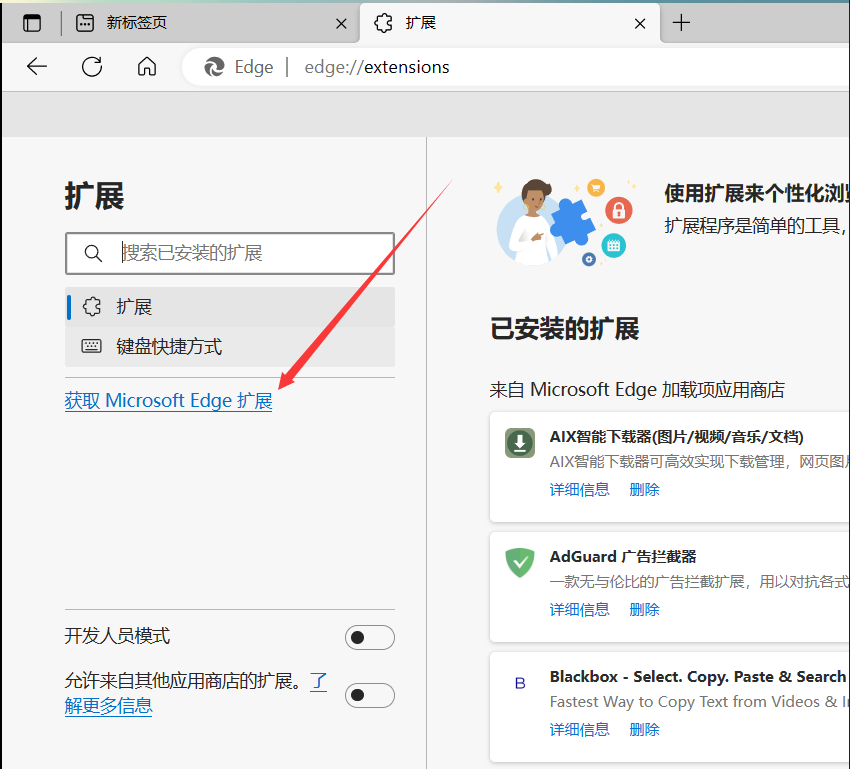 新标签页
扩展
Edge
edge://extensions
扩展
搜索已安装的扩展
扩展
键盘快捷方式
获取 Microsoft Edge 扩展
开发人员模式
允许来自其他应用商店的扩展。了
解更多信息
使用扩展来个性化浏
扩展程序是简单的工具，
已安装的扩展
来自 Microsoft Edge 加载项应用商店
AIX智能下载器(图片/视频/音乐/文档)
AIX智能下载器可高效实现下载管理，网页图
详细信息 删除
AdGuard 广告拦截器
一款无与伦比的广告拦截扩展，用以对抗各式
详细信息 删除
B
Blackbox - Select. Copy. Paste & Search
Fastest Way to Copy Text from Videos &
详细信息 删除